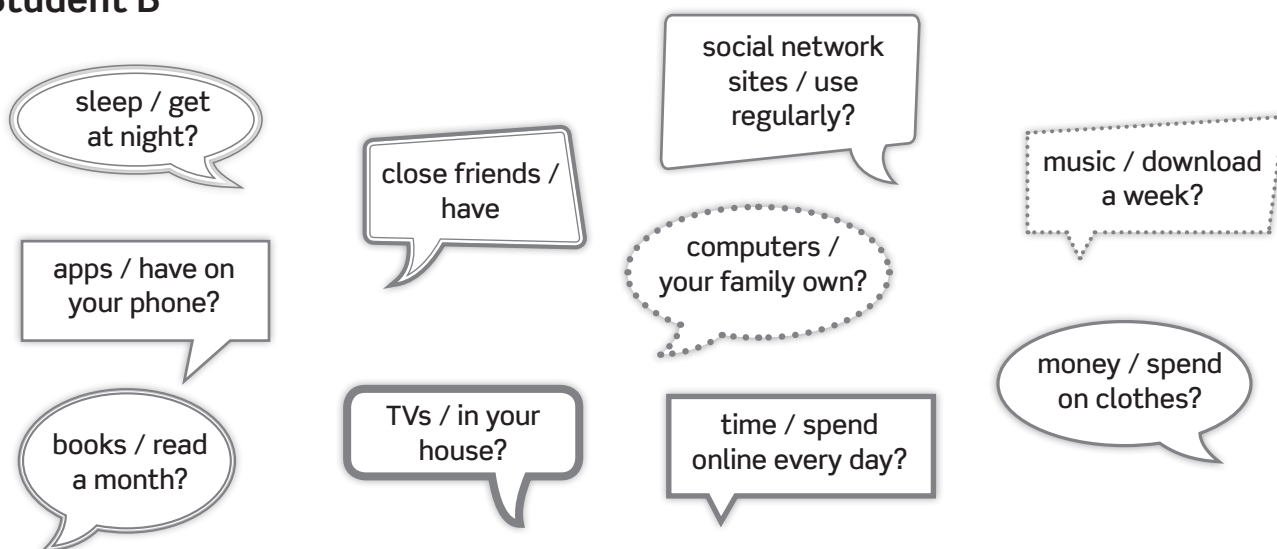 Student B
sleep / get
at night?
close friends /
have
social network
sites / use
regularly?
music / download
a week?
apps / have on
your phone?
computers /
your family own?
money / spend
on clothes?
books / read
a month?
TVs / in your
house?
time / spend
online every day?